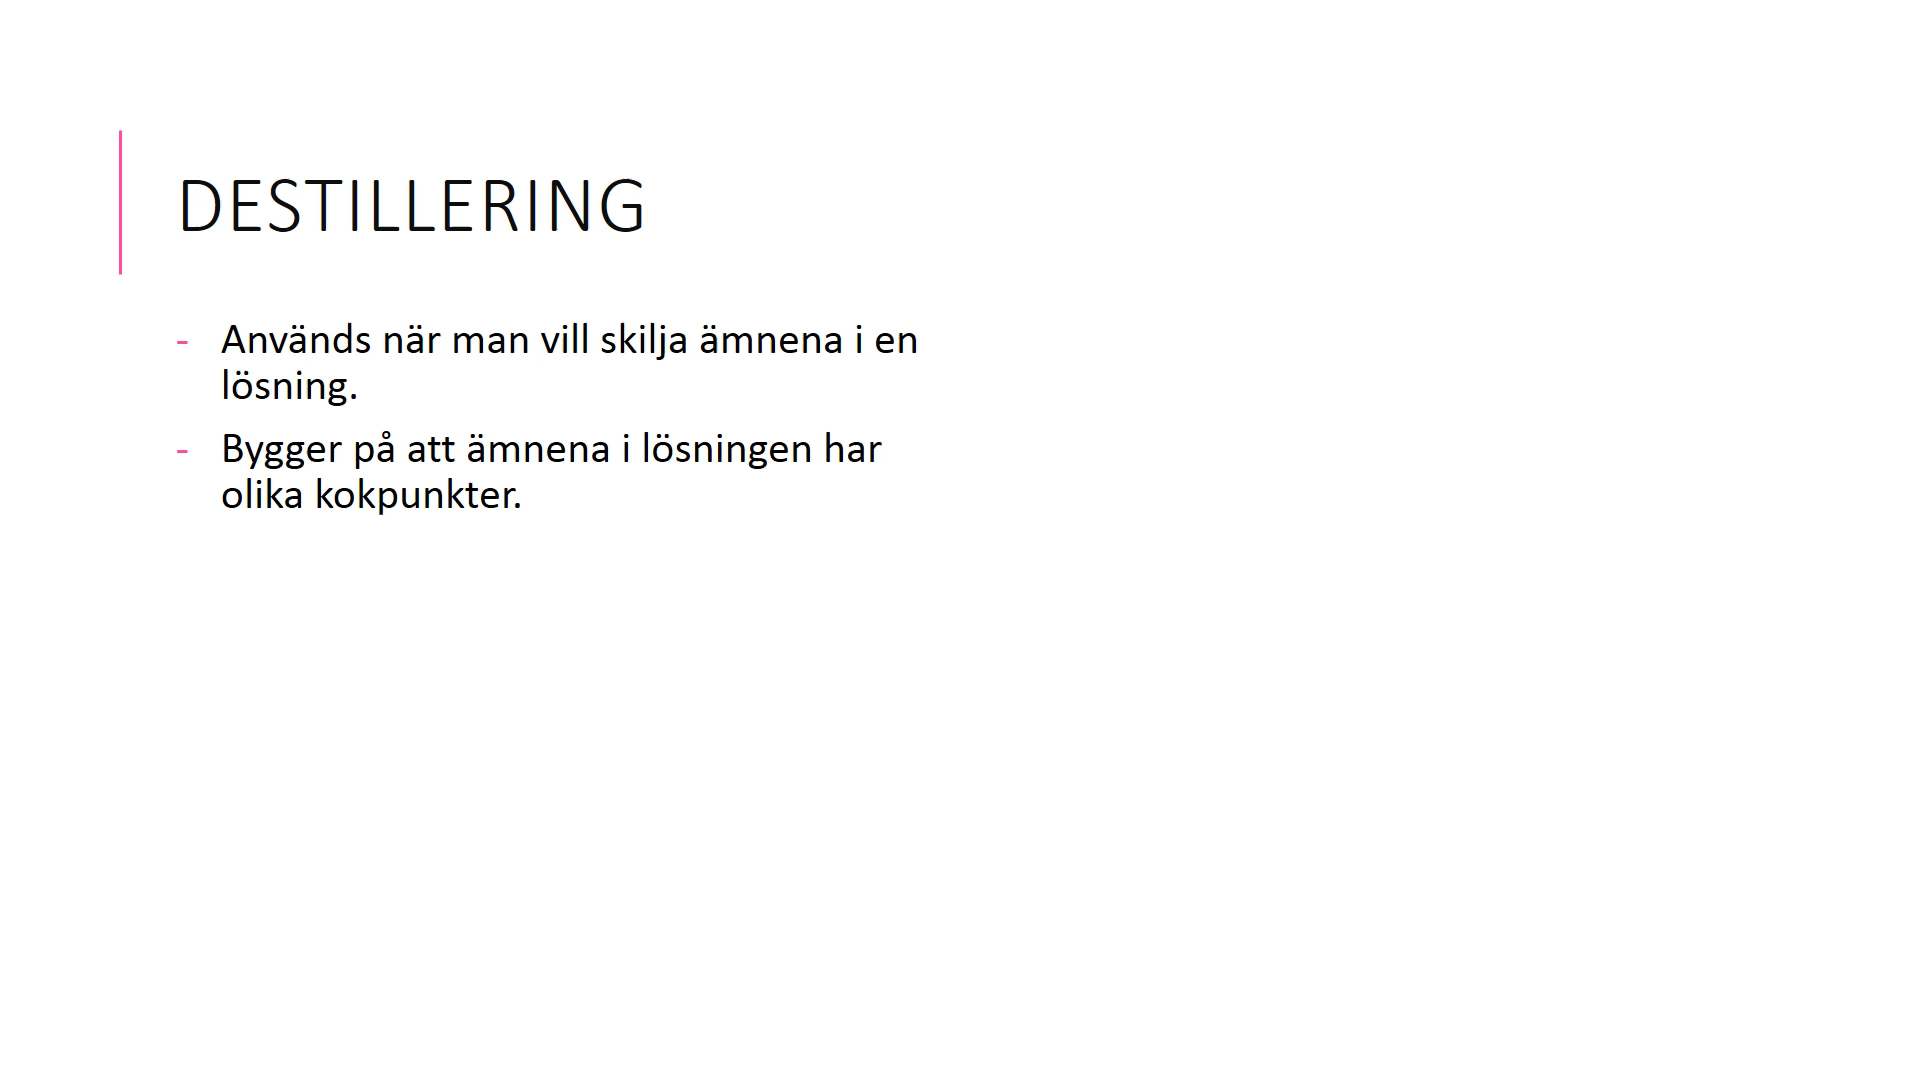 DESTILLERING
- Används när man vill skilja ämnena i en
lösning.
- Bygger på att ämnena i lösningen har
olika kokpunkter.